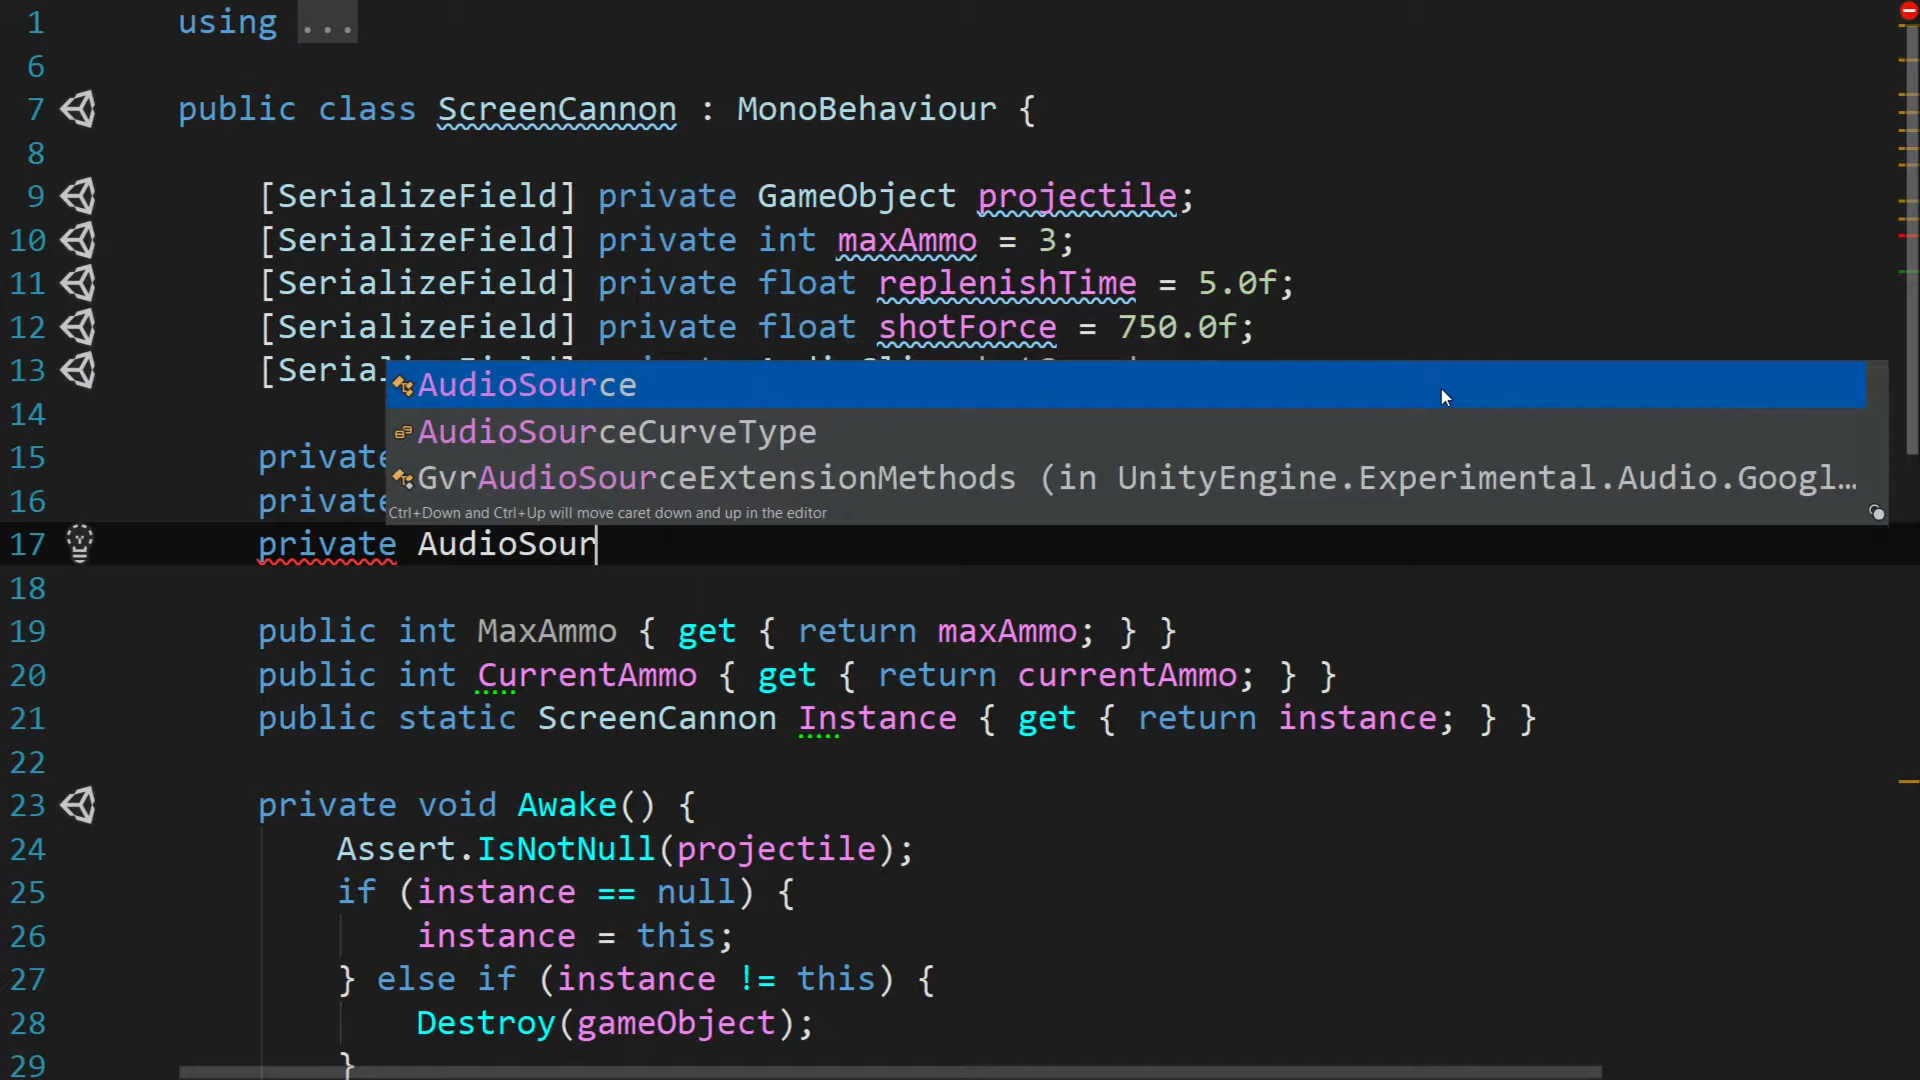 1 using ...
6
7 public class ScreenCannon : MonoBehaviour {
8
9 [SerializeField] private GameObject projectile;
10 [SerializeField] private int maxAmmo = 3;
11 [SerializeField] private float replenishTime = 5.0f;
12 [SerializeField] private float shotForce = 750.0f;
13 [Serial
AudioSource
14
AudioSourceCurveType
15 private
GvrAudioSourceExtensionMethods (in UnityEngine.Experimental.Audio.Googl…
16 private
Ctrl+Down and Ctrl+Up will move caret down and up in the editor
17 private AudioSour
18
19 public int MaxAmmo { get { return maxAmmo; } }
20 public int CurrentAmmo { get { return currentAmmo; } }
21 public static ScreenCannon Instance { get { return instance; } }
22
23 private void Awake() {
24 Assert.IsNotNull(projectile);
25 if (instance == null) {
26 instance = this;
27 } else if (instance != this) {
28 Destroy(gameObject);
29 }